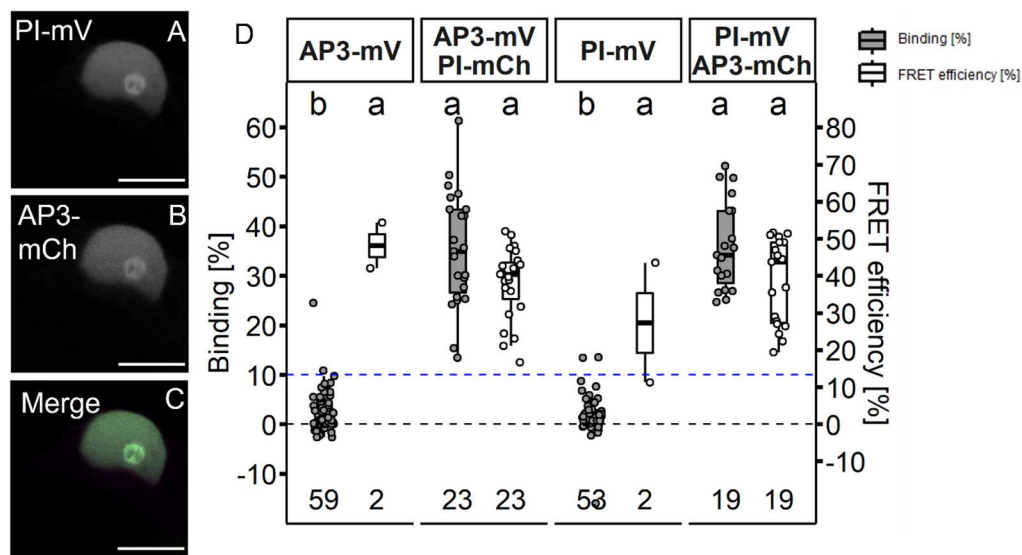 PI-mV A
AP3-
mCh B
Merge C
D
AP3-mV
AP3-mV
PI-mCh
PI-mV
PI-mV
AP3-mCh
Binding [%]
FRET efficiency [%]
b a a a b a a a
Binding [%]
60
50
40
30
20
10
0
-10
80
70
60
50
40
30
20
10
0
-10
FRET efficiency [%]
59 2 23 23 53 2 19 19